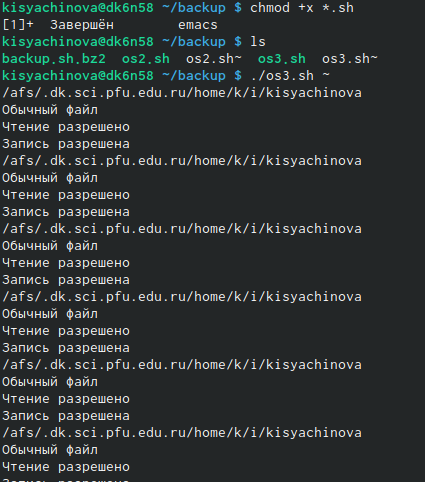 kisyachinova@dk6n58 ~/backup $ chmod +x *.sh
[1]+  Завершён        emacs
kisyachinova@dk6n58 ~/backup $ ls
backup.sh.bz2  os2.sh  os2.sh~  os3.sh  os3.sh~
kisyachinova@dk6n58 ~/backup $ ./os3.sh ~
/afs/.dk.sci.pfu.edu.ru/home/k/i/kisyachinova
Обычный файл
Чтение разрешено
Запись разрешена
/afs/.dk.sci.pfu.edu.ru/home/k/i/kisyachinova
Обычный файл
Чтение разрешено
Запись разрешена
/afs/.dk.sci.pfu.edu.ru/home/k/i/kisyachinova
Обычный файл
Чтение разрешено
Запись разрешена
/afs/.dk.sci.pfu.edu.ru/home/k/i/kisyachinova
Обычный файл
Чтение разрешено
Запись разрешена
/afs/.dk.sci.pfu.edu.ru/home/k/i/kisyachinova
Обычный файл
Чтение разрешено
Запись разрешена
/afs/.dk.sci.pfu.edu.ru/home/k/i/kisyachinova
Обычный файл
Чтение разрешено